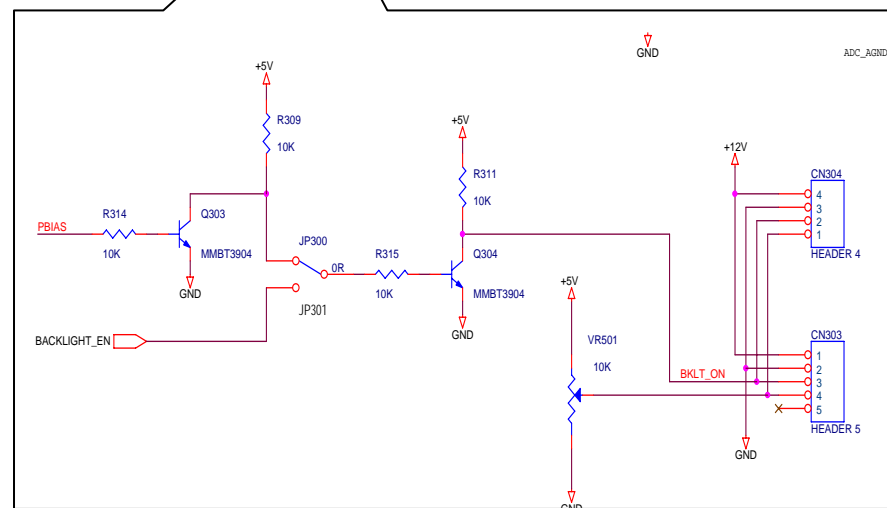 GND
ADC_AGND
+5V
R309
10K
+5V
R311
10K
+12V
CN304
4
3
2
1
HEADER 4
PBIAS
R314
10K
Q303
MMBT3904
GND
JP300
0R
JP301
R315
10K
Q304
MMBT3904
GND
BACKLIGHT_EN
+5V
VR501
10K
GND
BKLT_ON
CN303
1
2
3
4
5
HEADER 5
GND